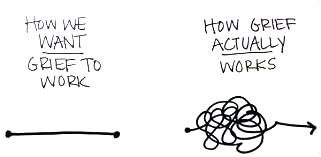 HOW WE
WANT
GRIEF TO
WORK
HOW GRIEF
ACTUALLY
WORKS